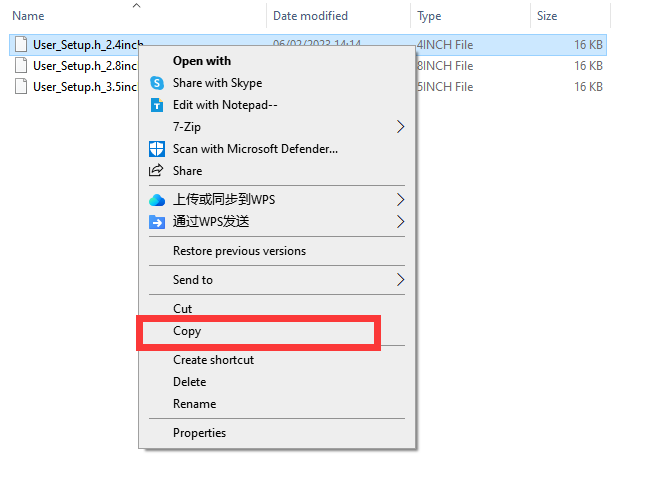 Name Date modified Type Size
User_Setup.h_2.4inch 06/02/2023 14:14 4INCH File 16 KB
User_Setup.h_2.8inc 8INCH File 16 KB
User_Setup.h_3.5inc 5INCH File 16 KB
Open with
Share with Skype
Edit with Notepad--
7-Zip
Scan with Microsoft Defender...
Share
上传或同步到WPS
通过WPS发送
Restore previous versions
Send to
Cut
Copy
Create shortcut
Delete
Rename
Properties